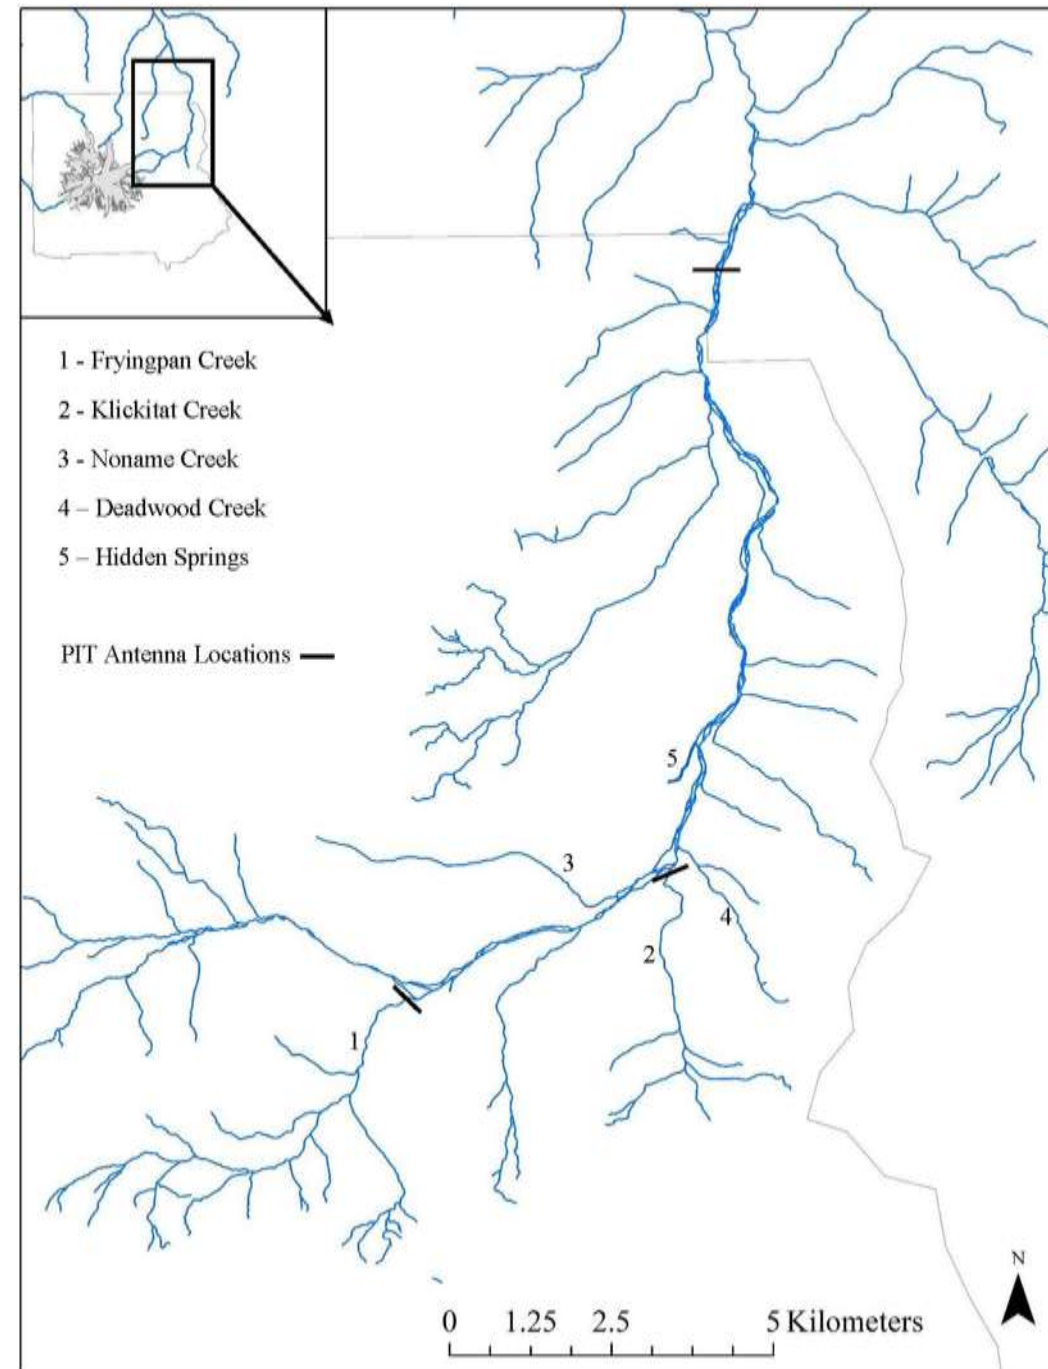 1 - Fryingpan Creek
2 - Klickitat Creek
3 - Noname Creek
4 – Deadwood Creek
5 – Hidden Springs
PIT Antenna Locations
5
3
4
2
1
N
0 1.25 2.5 5 Kilometers